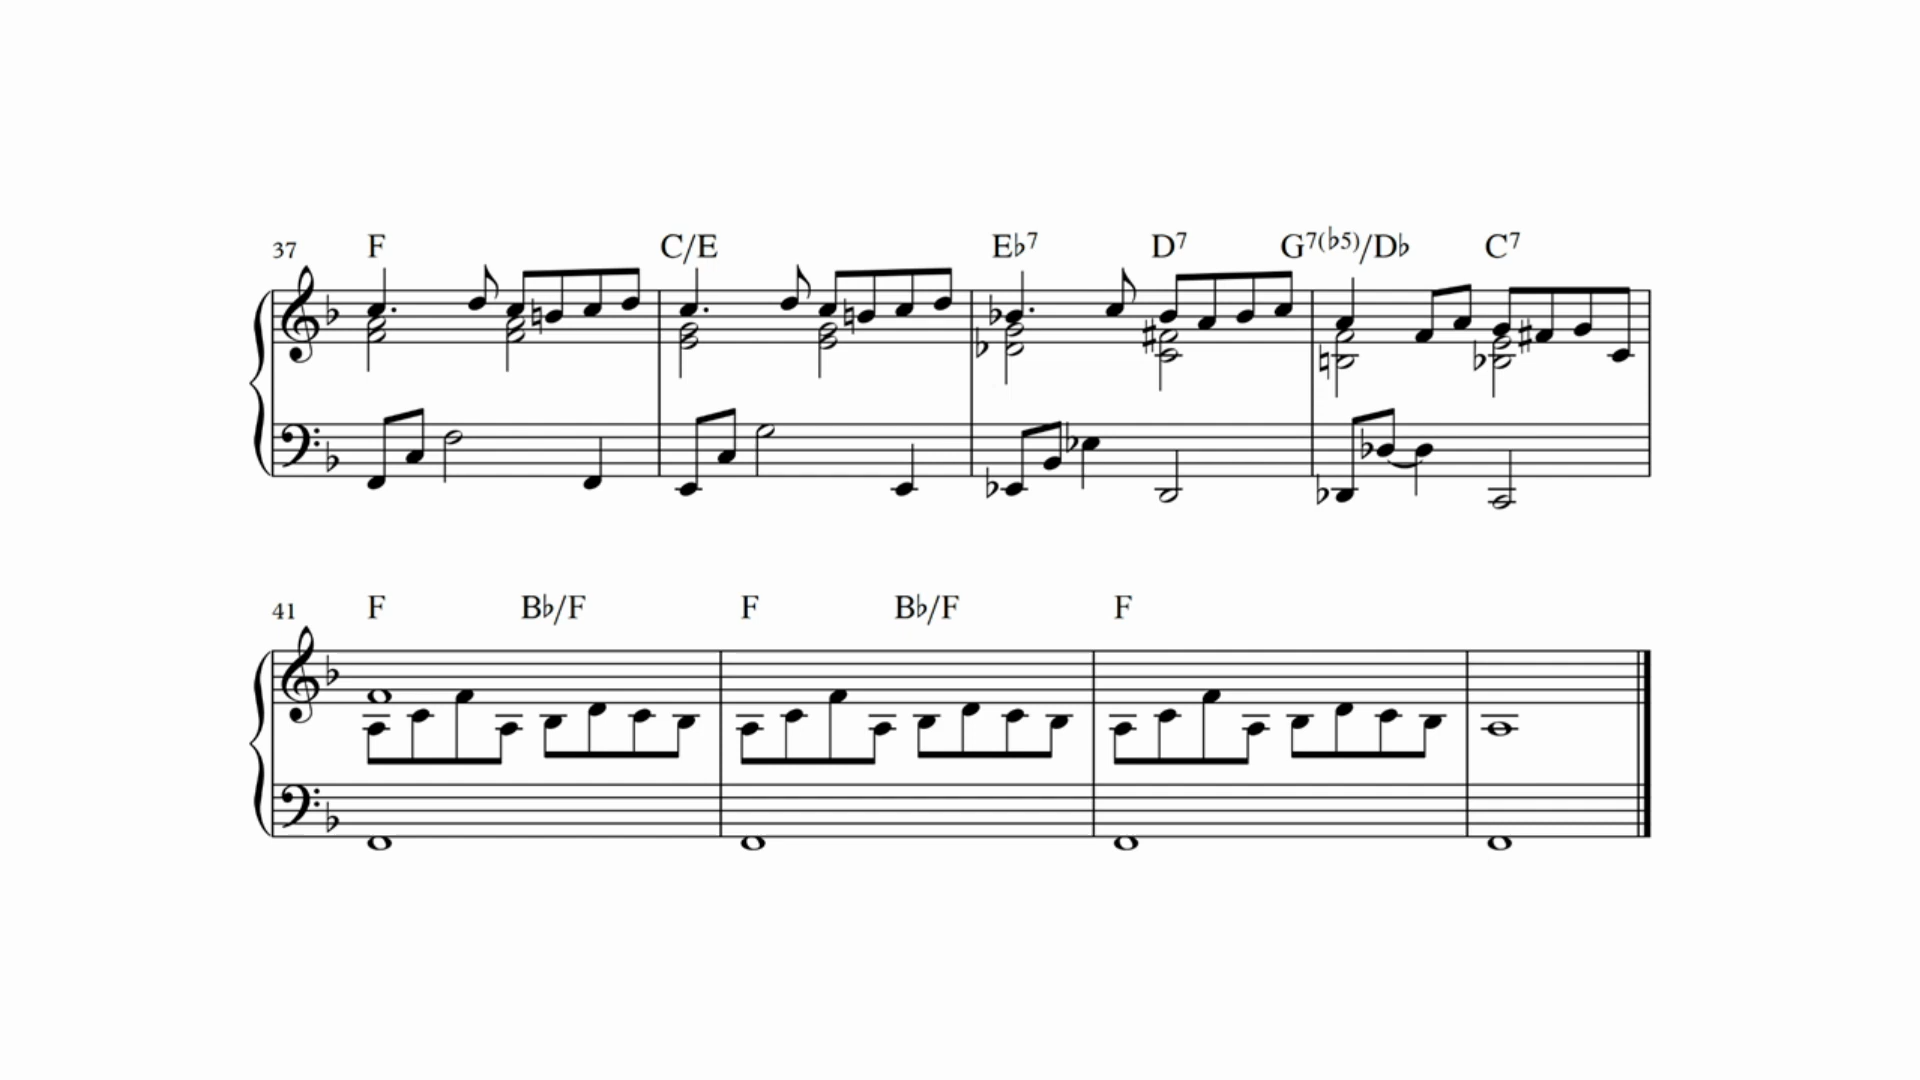 37 F C/E E♭7 D7 G7(♭5)/D♭ C7
41 F B♭/F F B♭/F F